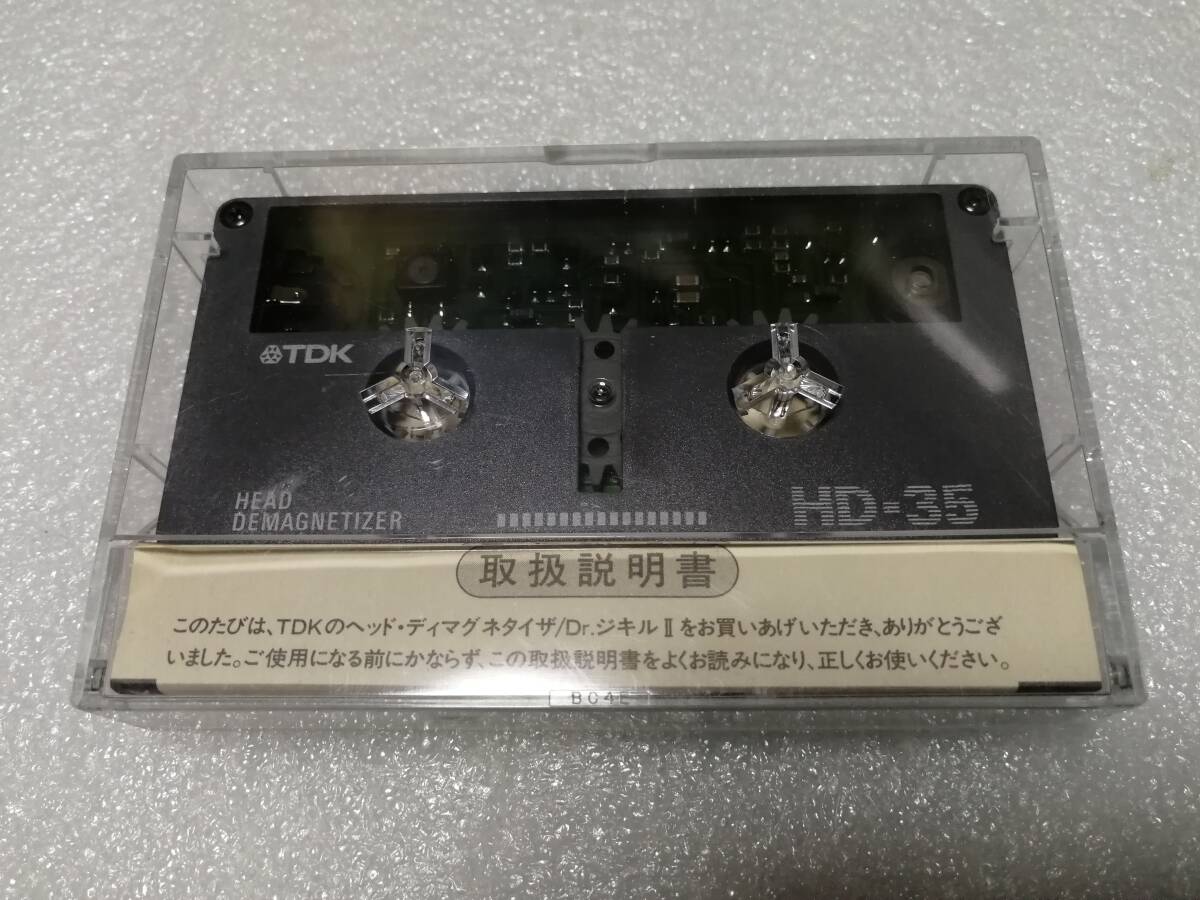 TDK
HEAD
DEMAGNETIZER
HD-35
取扱説明書
このたびは、TDKのヘッド・ディマグネタイザ/Dr.ジキルⅡをお買いあげいただき、ありがとうござ
いました。ご使用になる前にかならず、この取扱説明書をよくお読みになり、正しくお使いください。
BC4E